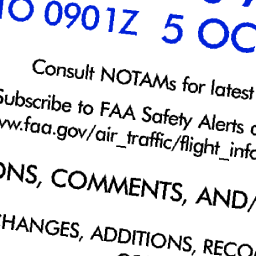 TO 0901Z 5 OC
Consult NOTAMs for latest
Subscribe to FAA Safety Alerts
www.faa.gov/air_traffic/flight_info
ONS, COMMENTS, AND/
CHANGES, ADDITIONS, RECO